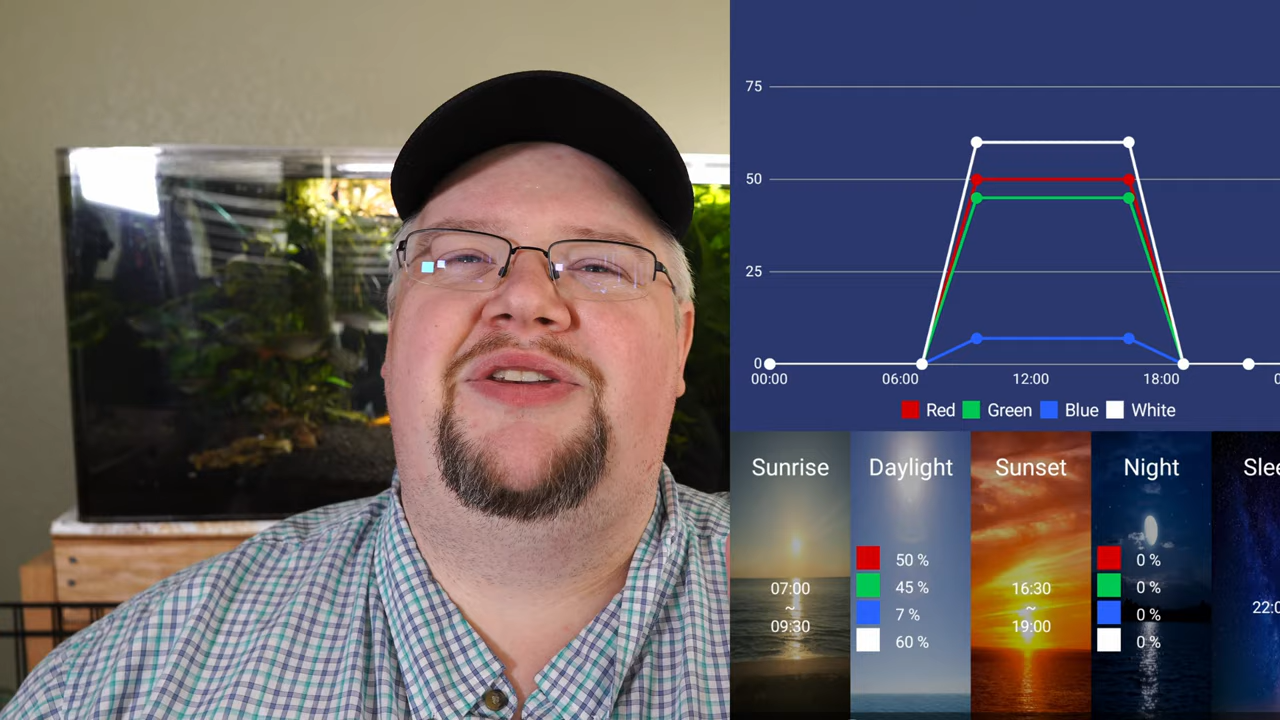 75
50
25
0
00:00 06:00 12:00 18:00
Red Green Blue White
Sunrise Daylight Sunset Night
50 % 0 %
07:00 45 % 16:30 0 %
~ 7 % ~ 0 %
09:30 60 % 19:00 0 %